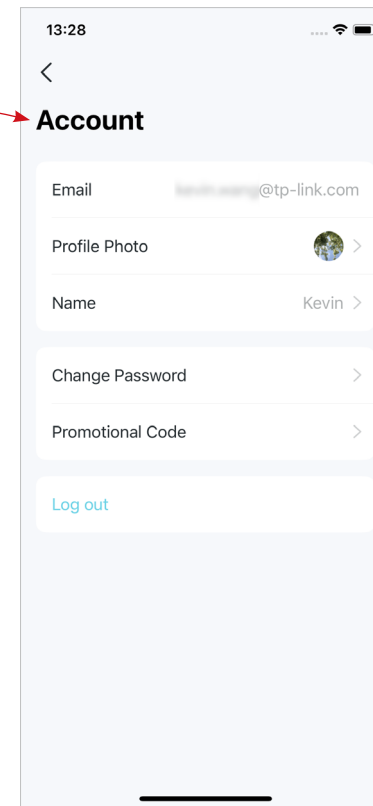 13:28
Account
Email @tp-link.com
Profile Photo
Name Kevin
Change Password
Promotional Code
Log out